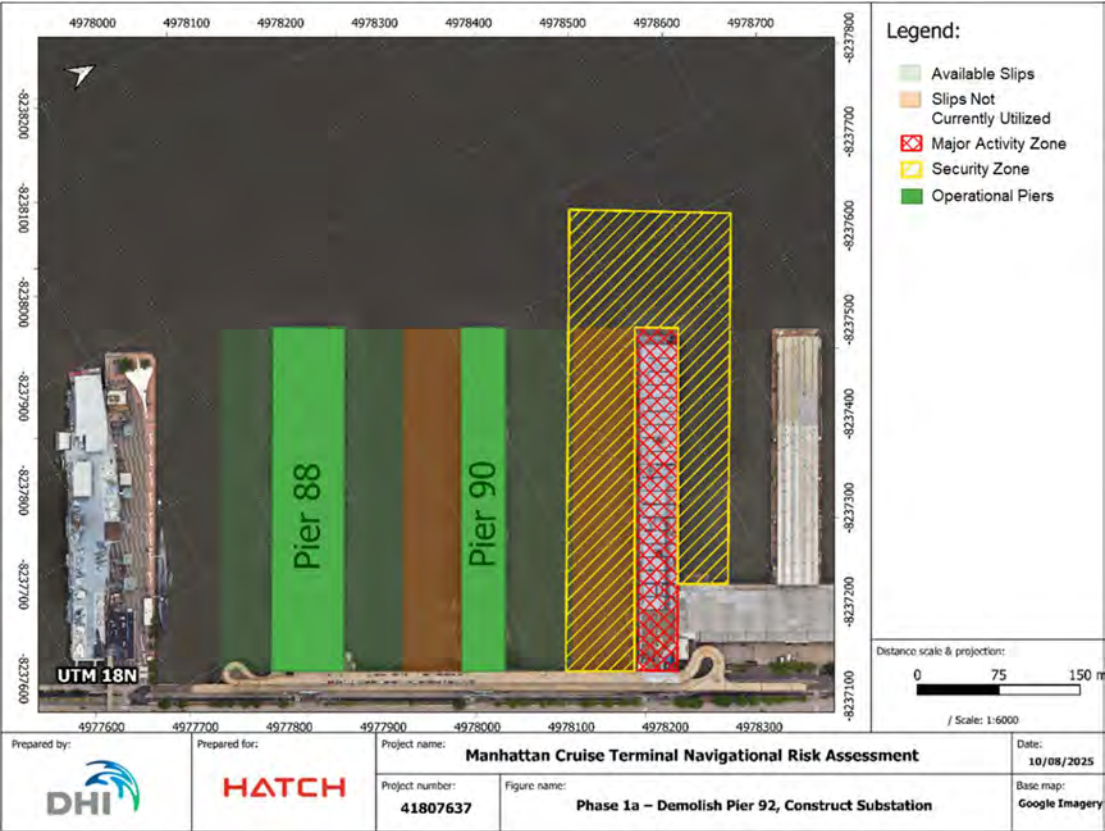 4978000 4978100 4978200 4978300 4978400 4978500 4978600 4978700
-8238200
-8238100
-8238000
-8237900
-8237800
-8237700
-8237600
-8237800
-8237700
-8237600
-8237500
-8237400
-8237300
-8237200
-8237100
Pier 88
Pier 90
UTM 18N
4977600 4977700 4977800 4977900 4978000 4978100 4978200 4978300
Legend:
Available Slips
Slips Not
Currently Utilized
Major Activity Zone
Security Zone
Operational Piers
Distance scale & projection:
0 75 150 m
/ Scale: 1:6000
Prepared by:
DHI
Prepared for:
HATCH
Project name:
Manhattan Cruise Terminal Navigational Risk Assessment
Project number:
41807637
Figure name:
Phase 1a – Demolish Pier 92, Construct Substation
Date:
10/08/2025
Base map:
Google Imagery